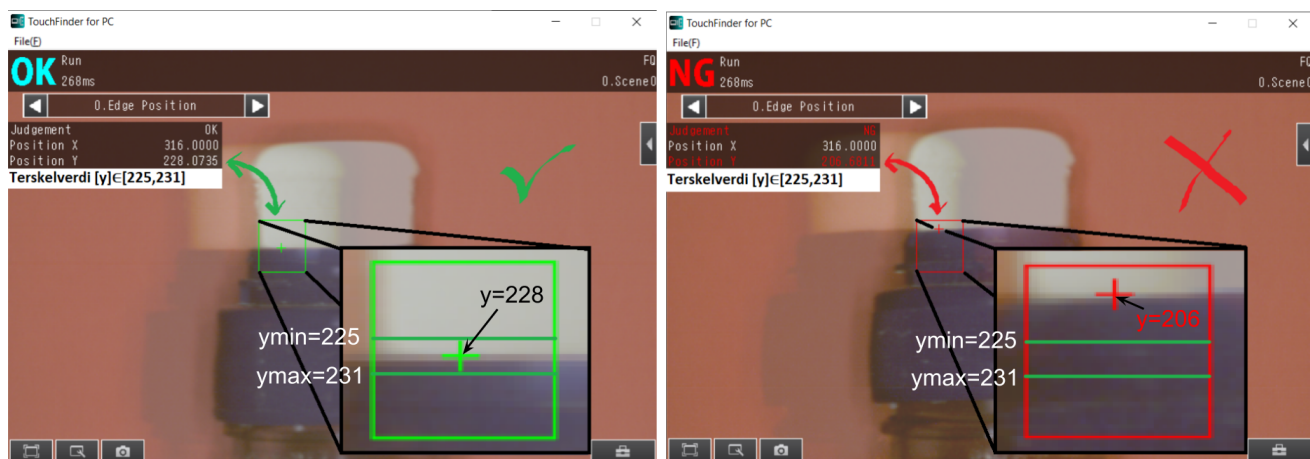 TouchFinder for PC
File(F)
OK
Run
268ms
FQ
0.Scene0
0.Edge Position
Judgement OK
Position X 316.0000
Position Y 228.0735
Terskelverdi [y]∈[225,231]
y=228
ymin=225
ymax=231
TouchFinder for PC
File(F)
NG
Run
268ms
FQ
0.Scene0
0.Edge Position
Judgement NG
Position X 316.0000
Position Y
Terskelverdi [y]∈[225,231]
y=206
ymin=225
ymax=231